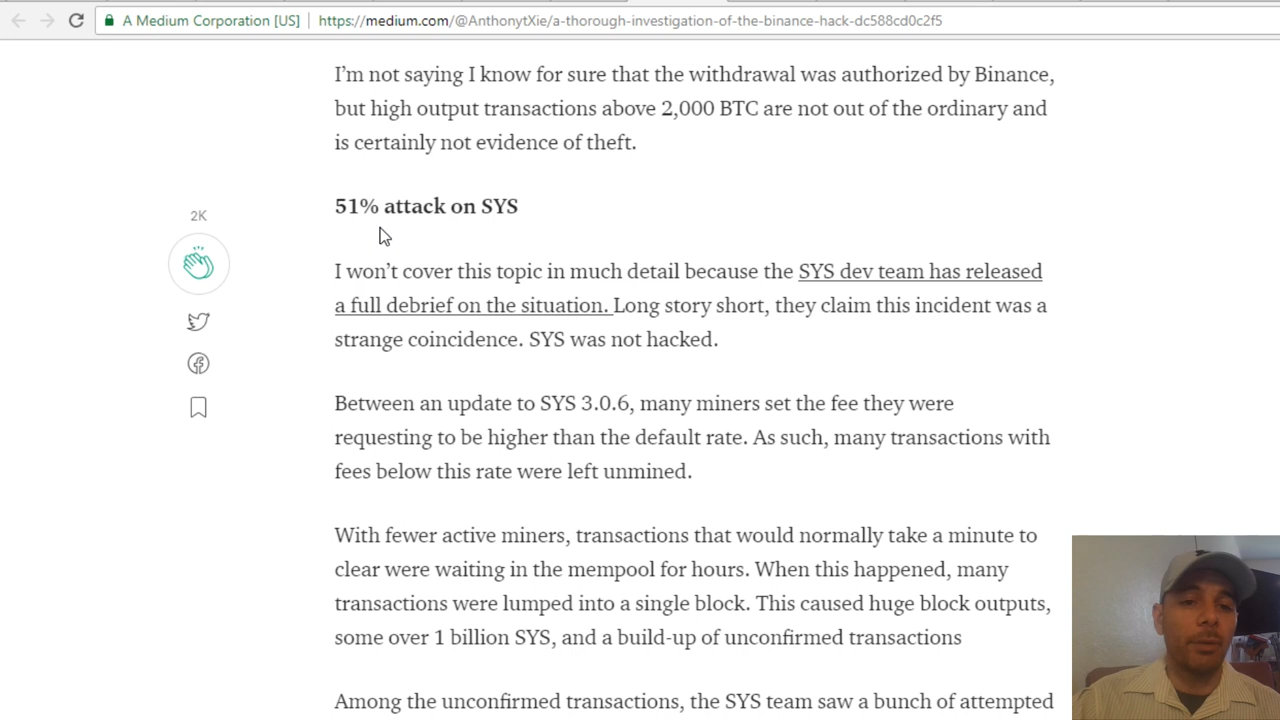 A Medium Corporation [US] | https://medium.com/@AnthonytXie/a-thorough-investigation-of-the-binance-hack-dc588cd0c2f5
I’m not saying I know for sure that the withdrawal was authorized by Binance,
but high output transactions above 2,000 BTC are not out of the ordinary and
is certainly not evidence of theft.
51% attack on SYS
2K
I won’t cover this topic in much detail because the SYS dev team has released
a full debrief on the situation. Long story short, they claim this incident was a
strange coincidence. SYS was not hacked.
Between an update to SYS 3.0.6, many miners set the fee they were
requesting to be higher than the default rate. As such, many transactions with
fees below this rate were left unmined.
With fewer active miners, transactions that would normally take a minute to
clear were waiting in the mempool for hours. When this happened, many
transactions were lumped into a single block. This caused huge block outputs,
some over 1 billion SYS, and a build-up of unconfirmed transactions
Among the unconfirmed transactions, the SYS team saw a bunch of attempted